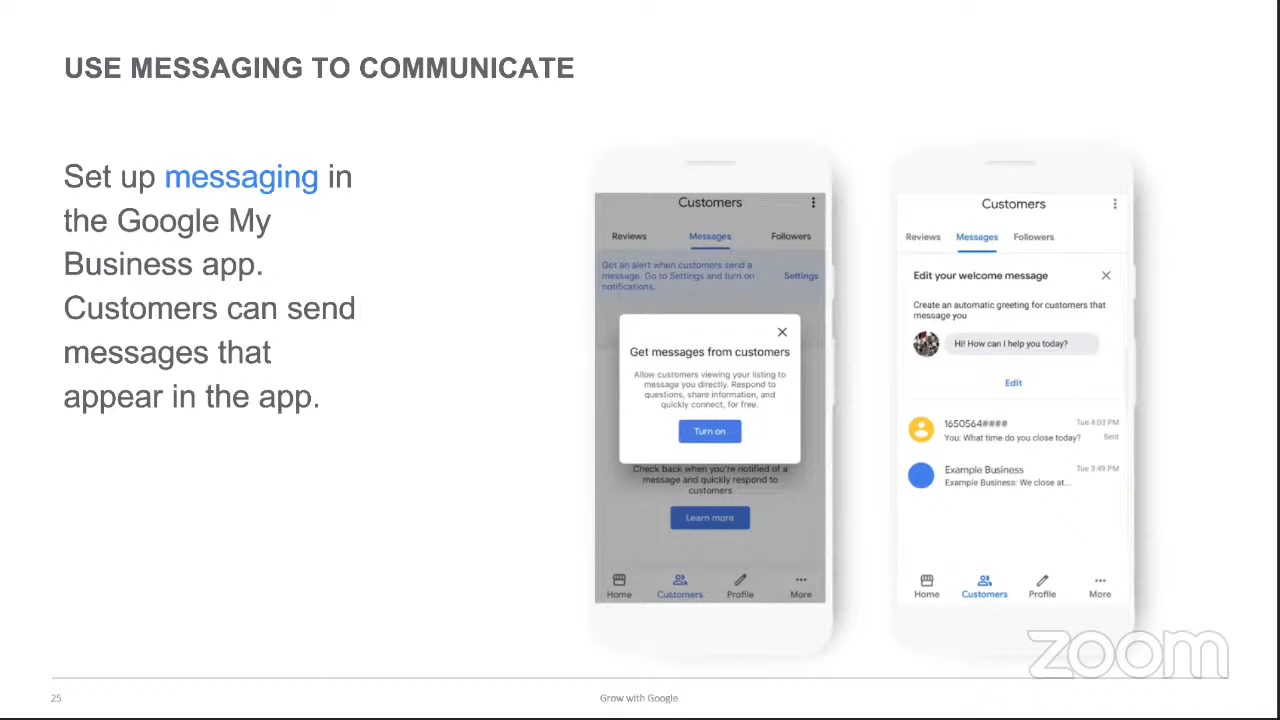 USE MESSAGING TO COMMUNICATE
Set up messaging in
the Google My
Business app.
Customers can send
messages that
appear in the app.
Customers
Reviews Messages Followers
Get an alert when customers send a
message. Go to Settings and turn on
notifications.
Settings
Get messages from customers
Allow customers viewing your listing to
message you directly. Respond to
questions, share information, and
quickly connect, for free.
Turn on
Check back when you're notified of a
message and quickly respond to
customers
Learn more
Home Customers Profile More
Customers
Reviews Messages Followers
Edit your welcome message
Create an automatic greeting for customers that
message you
Hi! How can I help you today?
Edit
1650564#### Tue 4:03 PM
You: What time do you close today? Sent
Example Business Tue 3:49 PM
Example Business: We close at...
Home Customers Profile More
zoom
25 Grow with Google